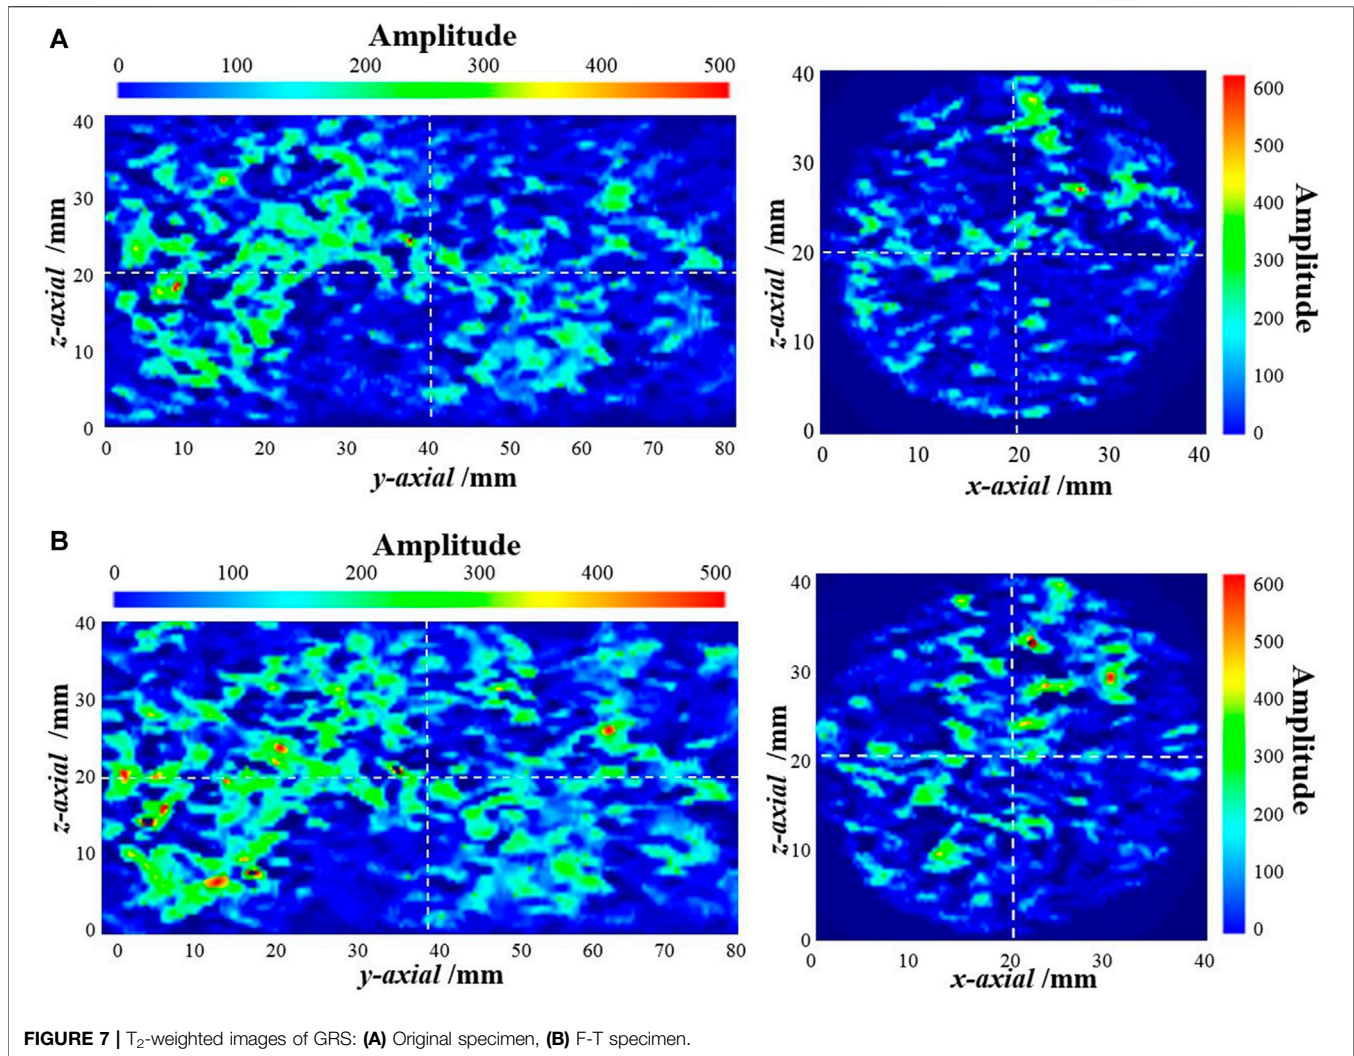 A
Amplitude
0 100 200 300 400 500
40
30
20
10
0
z-axial /mm
0 10 20 30 40 50 60 70 80
y-axial /mm
40
30
20
10
0
z-axial /mm
0 10 20 30 40
x-axial /mm
600
500
400
300
200
100
0
Amplitude
B
Amplitude
0 100 200 300 400 500
40
30
20
10
0
z-axial /mm
0 10 20 30 40 50 60 70 80
y-axial /mm
40
30
20
10
0
z-axial /mm
0 10 20 30 40
x-axial /mm
600
500
400
300
200
100
0
Amplitude
FIGURE 7 | T₂-weighted images of GRS: (A) Original specimen, (B) F-T specimen.